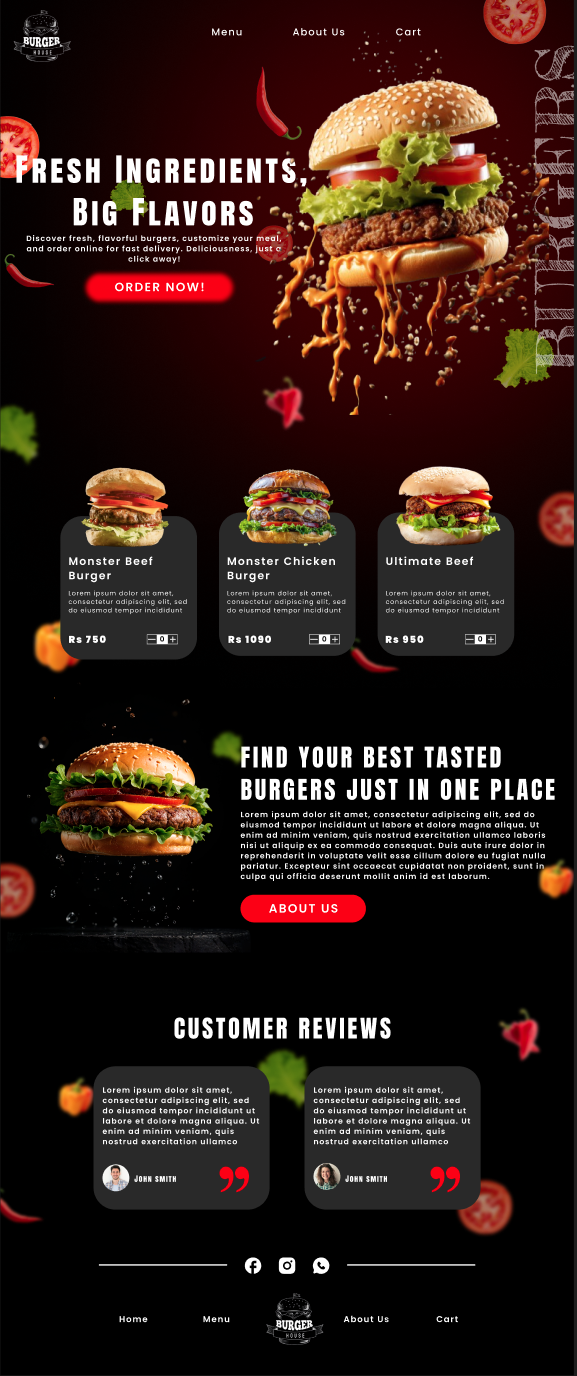 BURGER
HOUSE
Menu
About Us
Cart
BURGERS
FRESH INGREDIENTS,
BIG FLAVORS
Discover fresh, flavorful burgers, customize your meal,
and order online for fast delivery. Deliciousness, just a
click away!
ORDER NOW!
Monster Beef
Burger
Lorem ipsum dolor sit amet,
consectetur adipiscing elit, sed
do eiusmod tempor incididunt
Rs 750
0
Monster Chicken
Burger
Lorem ipsum dolor sit amet,
consectetur adipiscing elit, sed
do eiusmod tempor incididunt
Rs 1090
0
Ultimate Beef
Lorem ipsum dolor sit amet,
consectetur adipiscing elit, sed
do eiusmod tempor incididunt
Rs 950
0
FIND YOUR BEST TASTED
BURGERS JUST IN ONE PLACE
Lorem ipsum dolor sit amet, consectetur adipiscing elit, sed do
eiusmod tempor incididunt ut labore et dolore magna aliqua. Ut
enim ad minim veniam, quis nostrud exercitation ullamco laboris
nisi ut aliquip ex ea commodo consequat. Duis aute irure dolor in
reprehenderit in voluptate velit esse cillum dolore eu fugiat nulla
pariatur. Excepteur sint occaecat cupidatat non proident, sunt in
culpa qui officia deserunt mollit anim id est laborum.
ABOUT US
CUSTOMER REVIEWS
Lorem ipsum dolor sit amet,
consectetur adipiscing elit, sed
do eiusmod tempor incididunt ut
labore et dolore magna aliqua. Ut
enim ad minim veniam, quis
nostrud exercitation ullamco
JOHN SMITH
Lorem ipsum dolor sit amet,
consectetur adipiscing elit, sed
do eiusmod tempor incididunt ut
labore et dolore magna aliqua. Ut
enim ad minim veniam, quis
nostrud exercitation ullamco
JOHN SMITH
Home
Menu
BURGER
HOUSE
About Us
Cart